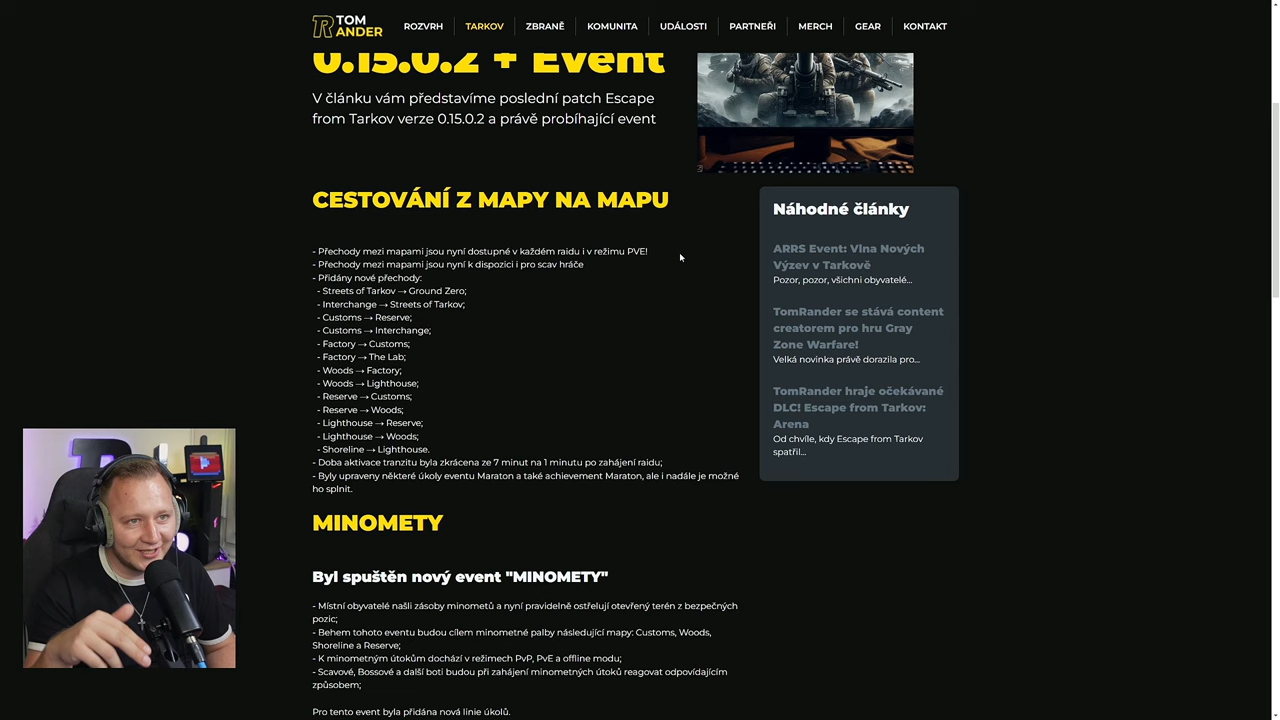 TOM
ANDER
ROZVRH
TARKOV
ZBRANĚ
KOMUNITA
UDÁLOSTI
PARTNEŘI
MERCH
GEAR
KONTAKT
0.15.0.2 + Event
V článku vám představíme poslední patch Escape
from Tarkov verze 0.15.0.2 a právě probíhající event
CESTOVÁNÍ Z MAPY NA MAPU
- Přechody mezi mapami jsou nyní dostupné v každém raidu i v režimu PVE!
- Přechody mezi mapami jsou nyní k dispozici i pro scav hráče
- Přidány nové přechody:
- Streets of Tarkov → Ground Zero;
- Interchange → Streets of Tarkov;
- Customs → Reserve;
- Customs → Interchange;
- Factory → Customs;
- Factory → The Lab;
- Woods → Factory;
- Woods → Lighthouse;
- Reserve → Customs;
- Reserve → Woods;
- Lighthouse → Reserve;
- Lighthouse → Woods;
- Shoreline → Lighthouse.
- Doba aktivace tranzitu byla zkrácena ze 7 minut na 1 minutu po zahájení raidu;
- Byly upraveny některé úkoly eventu Maraton a také achievement Maraton, ale i nadále je možné
ho splnit.
MINOMETY
Byl spuštěn nový event "MINOMETY"
- Místní obyvatelé našli zásoby minometů a nyní pravidelně ostřelují otevřený terén z bezpečných
pozic;
- Behem tohoto eventu budou cílem minometné palby následující mapy: Customs, Woods,
Shoreline a Reserve;
- K minometným útokům dochází v režimech PvP, PvE a offline modu;
- Scavové, Bossové a další boti budou při zahájení minometných útoků reagovat odpovídajícím
způsobem;
Pro tento event byla přidána nová linie úkolů.
Náhodné články
ARRS Event: Vlna Nových
Výzev v Tarkově
Pozor, pozor, všichni obyvatelé...
TomRander se stává content
creatorem pro hru Gray
Zone Warfare!
Velká novinka právě dorazila pro...
TomRander hraje očekávané
DLC! Escape from Tarkov:
Arena
Od chvíle, kdy Escape from Tarkov
spatřil...